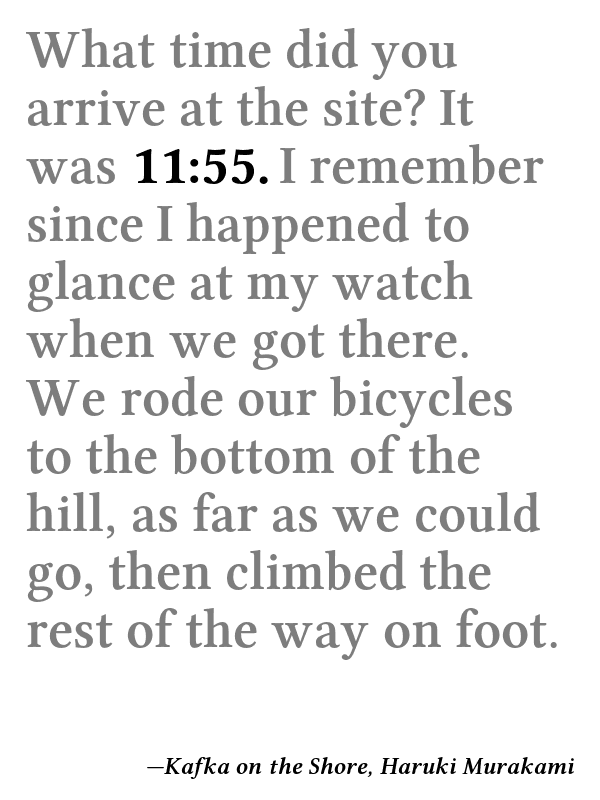 What time did you
arrive at the site? It
was 11:55. I remember
since I happened to
glance at my watch
when we got there.
We rode our bicycles
to the bottom of the
hill, as far as we could
go, then climbed the
rest of the way on foot.
—Kafka on the Shore, Haruki Murakami